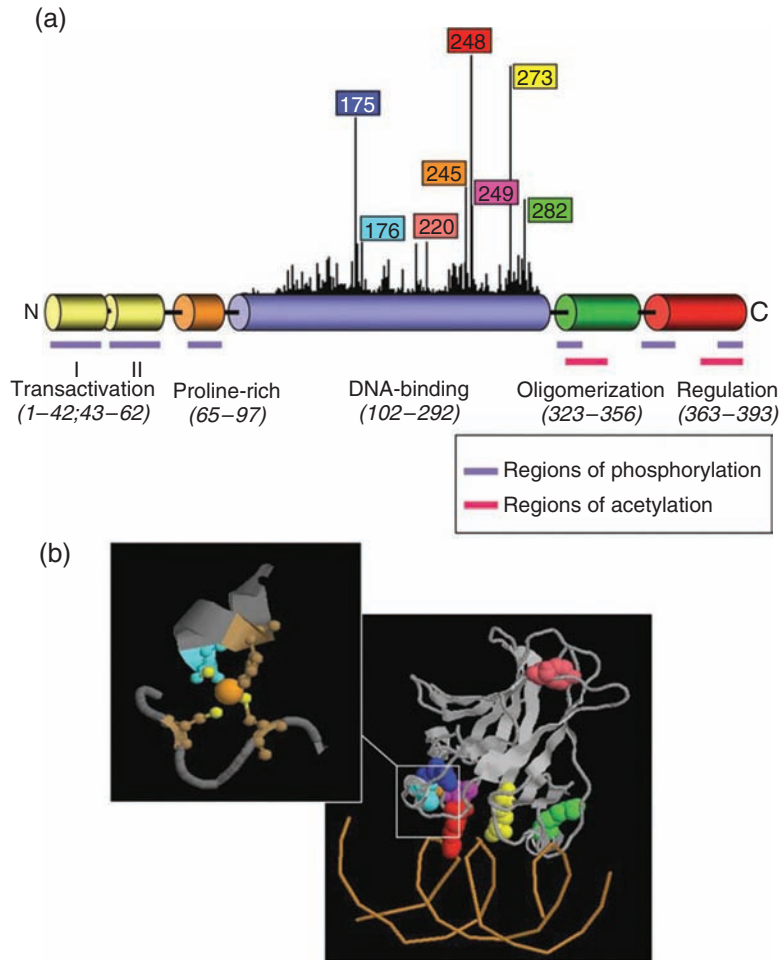 (a)
248
273
175
245
249
282
176
220
N
C
I
II
Transactivation
(1–42;43–62)
Proline-rich
(65–97)
DNA-binding
(102–292)
Oligomerization
(323–356)
Regulation
(363–393)
Regions of phosphorylation
Regions of acetylation
(b)